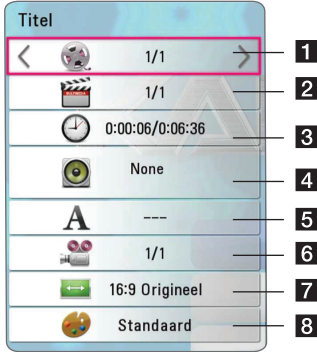 Titel
1/1 1
1/1 2
0:00:06/0:06:36 3
None 4
A --- 5
1/1 6
16:9 Origineel 7
Standaard 8